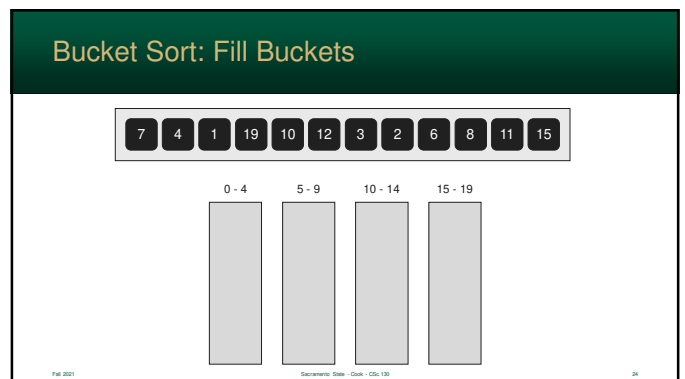 Bucket Sort: Fill Buckets
7 4 1 19 10 12 3 2 6 8 11 15
0 - 4 5 - 9 10 - 14 15 - 19
Fall 2021 Sacramento State - Cook - CSc 130 24